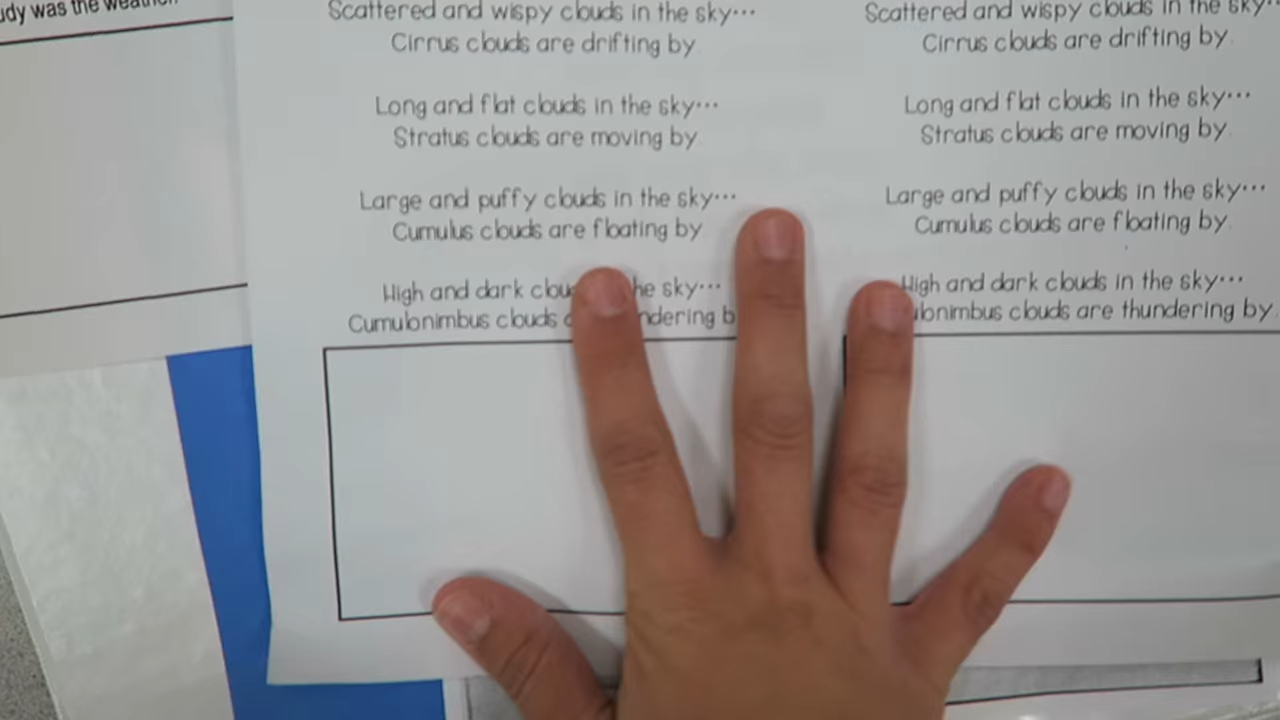 udy was the weather.
Scattered and wispy clouds in the sky...
Cirrus clouds are drifting by
Long and flat clouds in the sky...
Stratus clouds are moving by
Large and puffy clouds in the sky...
Cumulus clouds are floating by
High and dark clou he sky...
Cumulonimbus clouds ndering b
Scattered and wispy clouds in the sky..
Cirrus clouds are drifting by.
Long and flat clouds in the sky...
Stratus clouds are moving by.
Large and puffy clouds in the sky...
Cumulus clouds are floating by.
High and dark clouds in the sky...
ulonimbus clouds are thundering by.